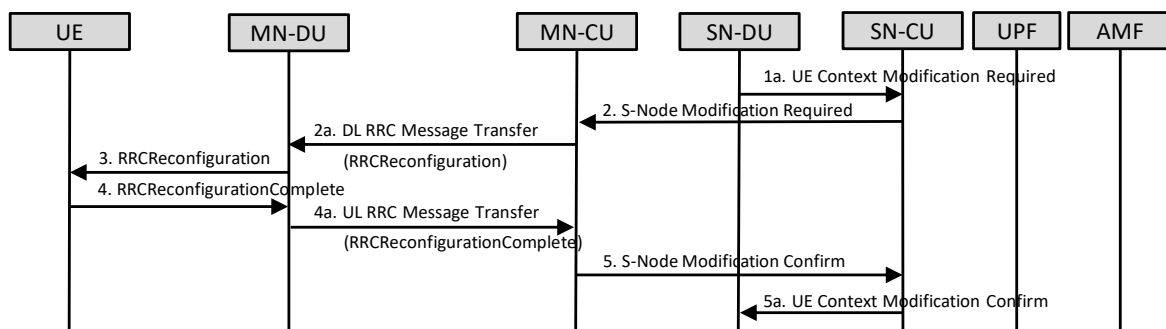 UE MN-DU MN-CU SN-DU SN-CU UPF AMF
1a. UE Context Modification Required
2. S-Node Modification Required
2a. DL RRC Message Transfer
(RRCReconfiguration)
3. RRCReconfiguration
4. RRCReconfigurationComplete
4a. UL RRC Message Transfer
(RRCReconfigurationComplete)
5. S-Node Modification Confirm
5a. UE Context Modification Confirm